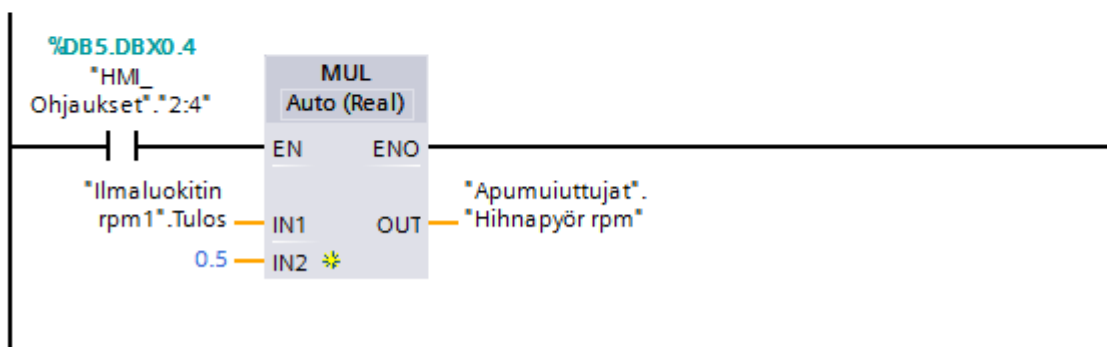 %DB5.DBX0.4
"HMI_
Ohjaukset"."2:4"
MUL
Auto (Real)
EN
ENO
"Ilmaluokitin
rpm1".Tulos
IN1
OUT
"Apumuiuttujat".
"Hihnapyör rpm"
0.5
IN2